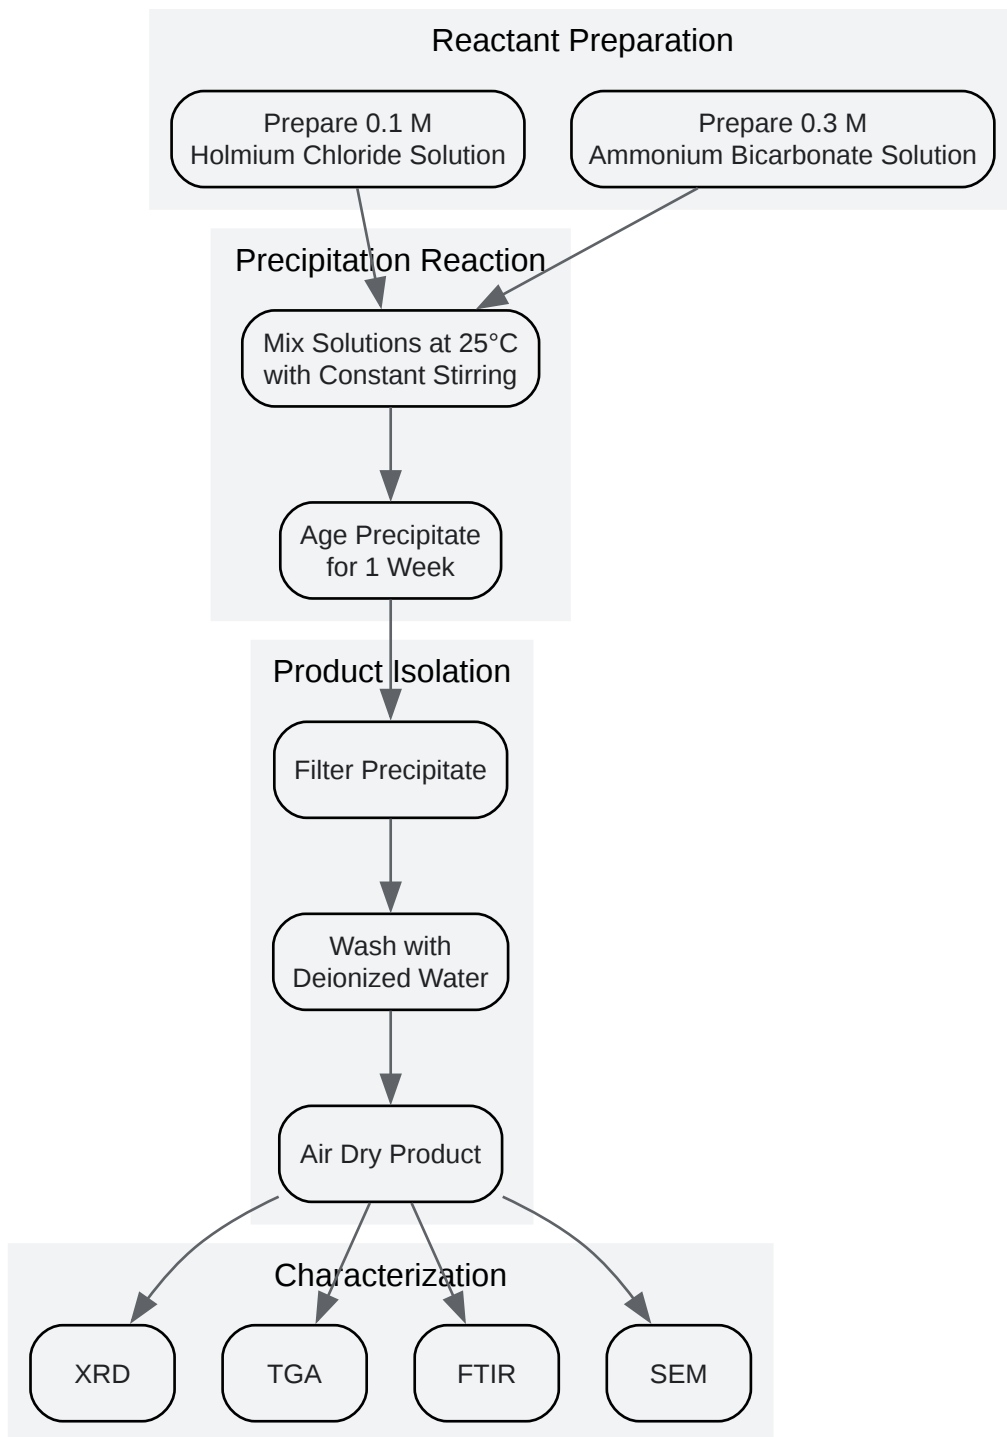 Reactant Preparation
Prepare 0.1 M
Holmium Chloride Solution
Prepare 0.3 M
Ammonium Bicarbonate Solution
Precipitation Reaction
Mix Solutions at 25°C
with Constant Stirring
Age Precipitate
for 1 Week
Product Isolation
Filter Precipitate
Wash with
Deionized Water
Air Dry Product
Characterization
XRD
TGA
FTIR
SEM